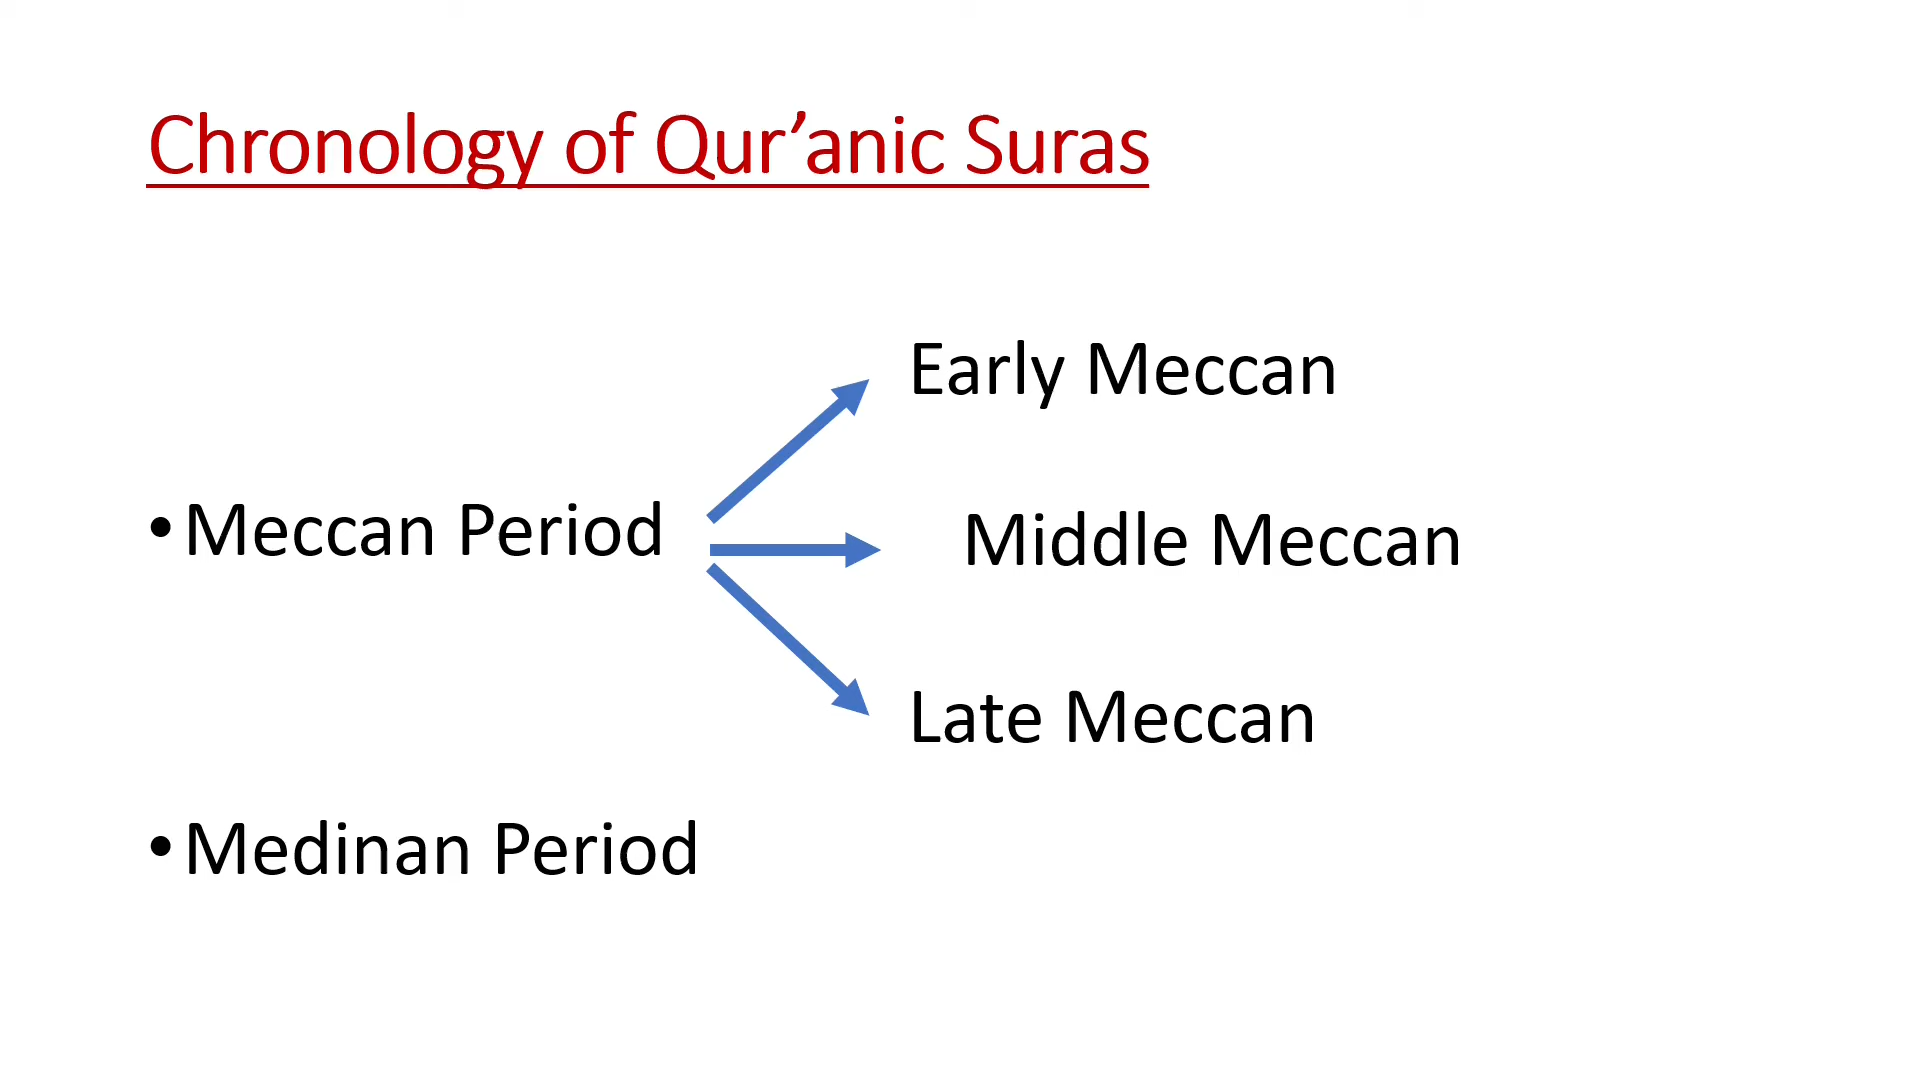 Chronology of Qur’anic Suras
Early Meccan
• Meccan Period
Middle Meccan
Late Meccan
• Medinan Period